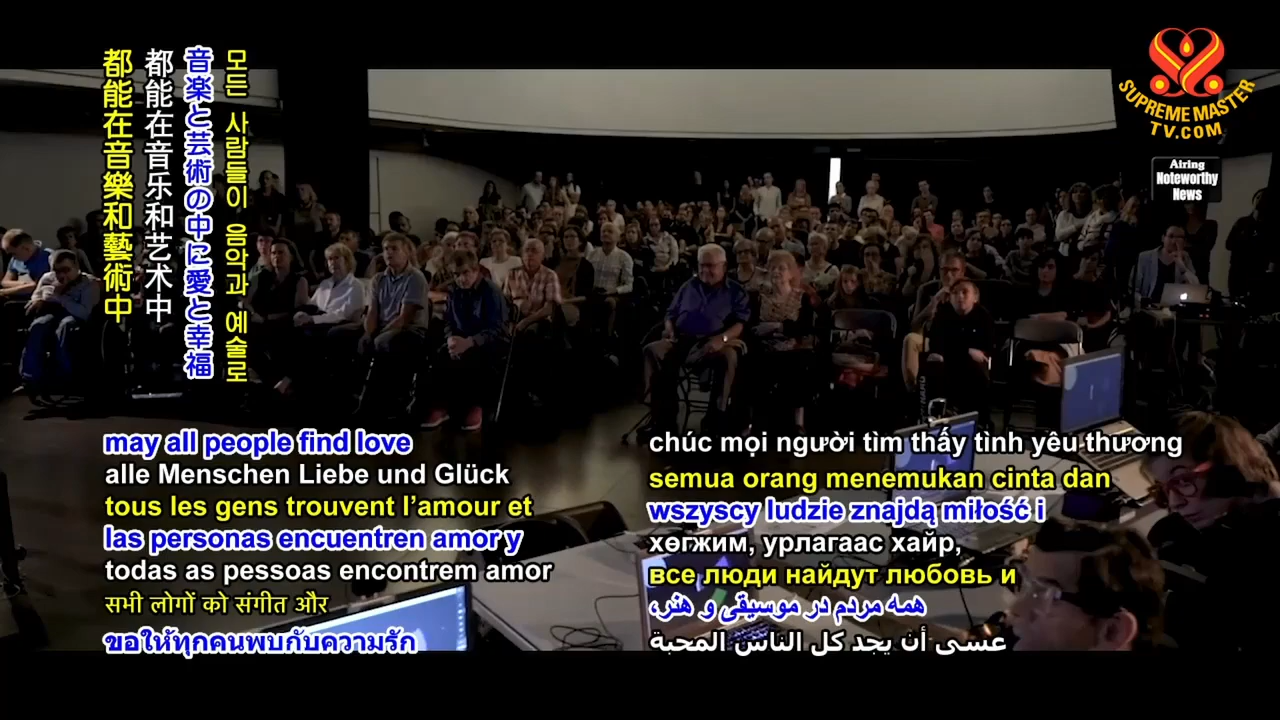 都能在音樂和藝術中
都能在音乐和艺术中
音楽と芸術の中に愛と幸福
모든 사람들이 음악과 예술로
SUPREME MASTER
TV.COM
Airing
Noteworthy
News
may all people find love
alle Menschen Liebe und Glück
tous les gens trouvent l’amour et
las personas encuentren amor y
todas as pessoas encontrem amor
सभी लोगों को संगीत और
ขอให้ทุกคนพบกับความรัก
chúc mọi người tìm thấy tình yêu thương
semua orang menemukan cinta dan
wszyscy ludzie znajdą miłość i
хөгжим, урлагаас хайр,
все люди найдут любовь и
همه مردم در موسیقی و هنر،
عسى أن يجد كل الناس المحبة